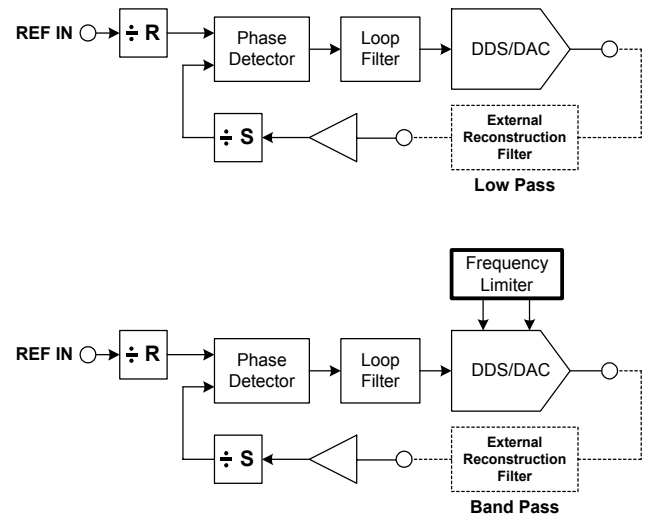 REF IN
÷ R
Phase
Detector
Loop
Filter
DDS/DAC
÷ S
External
Reconstruction
Filter
Low Pass
Frequency
Limiter
REF IN
÷ R
Phase
Detector
Loop
Filter
DDS/DAC
÷ S
External
Reconstruction
Filter
Band Pass